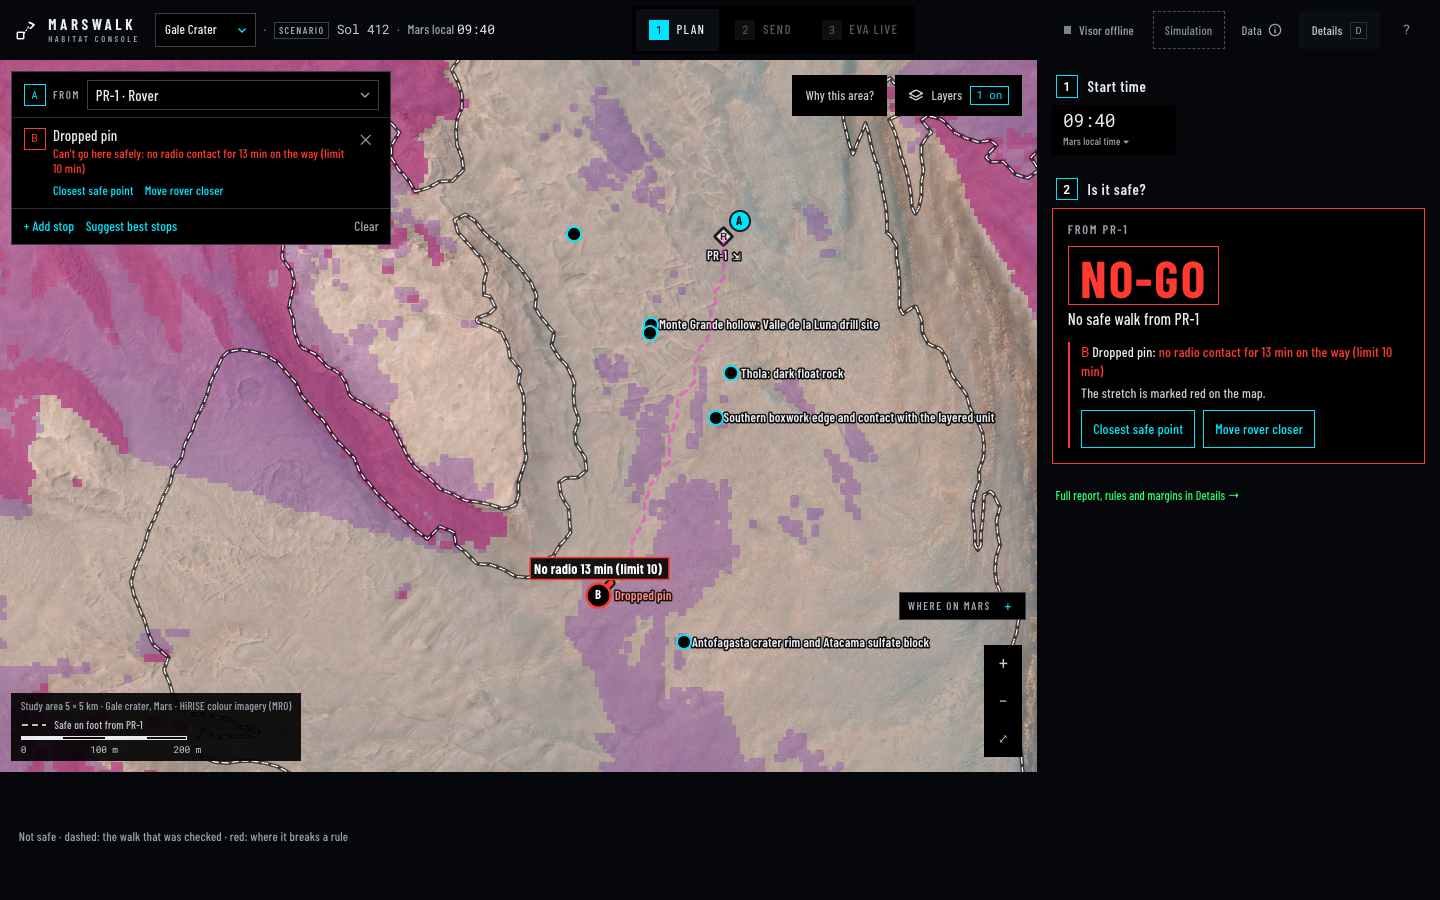 MARSWALK
HABITAT CONSOLE
Gale Crater
· SCENARIO Sol 412 · Mars local 09:40
1 PLAN
2 SEND
3 EVA LIVE
Visor offline
Simulation
Data
Details D
?
A FROM PR-1 · Rover
B Dropped pin
Can't go here safely: no radio contact for 13 min on the way (limit
10 min)
Closest safe point Move rover closer
+ Add stop Suggest best stops Clear
Why this area?
Layers 1 on
A
R
PR-1
Monte Grande hollow: Valle de la Luna drill site
Thola: dark float rock
Southern boxwork edge and contact with the layered unit
No radio 13 min (limit 10)
B Dropped pin
Antofagasta crater rim and Atacama sulfate block
WHERE ON MARS +
+
−
Study area 5 × 5 km · Gale crater, Mars · HiRISE colour imagery (MRO)
Safe on foot from PR-1
0 100 m 200 m
1 Start time
09:40
Mars local time
2 Is it safe?
FROM PR-1
NO-GO
No safe walk from PR-1
B Dropped pin: no radio contact for 13 min on the way (limit 10
min)
The stretch is marked red on the map.
Closest safe point
Move rover closer
Full report, rules and margins in Details →
Not safe · dashed: the walk that was checked · red: where it breaks a rule